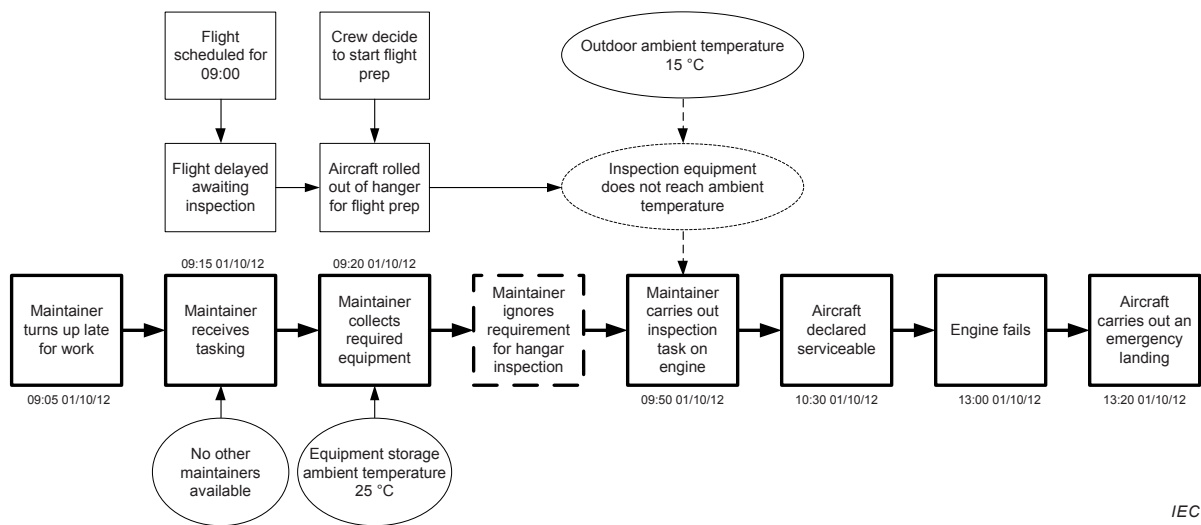 Flight
scheduled for
09:00
Crew decide
to start flight
prep
Outdoor ambient temperature
15 °C
Flight delayed
awaiting
inspection
Aircraft rolled
out of hanger
for flight prep
Inspection equipment
does not reach ambient
temperature
09:15 01/10/12
09:20 01/10/12
Maintainer
turns up late
for work
Maintainer
receives
tasking
Maintainer
collects
required
equipment
Maintainer
ignores
requirement
for hangar
inspection
Maintainer
carries out
inspection
task on
engine
Aircraft
declared
serviceable
Engine fails
Aircraft
carries out an
emergency
landing
09:05 01/10/12
09:50 01/10/12
10:30 01/10/12
13:00 01/10/12
13:20 01/10/12
No other
maintainers
available
Equipment storage
ambient temperature
25 °C
IEC